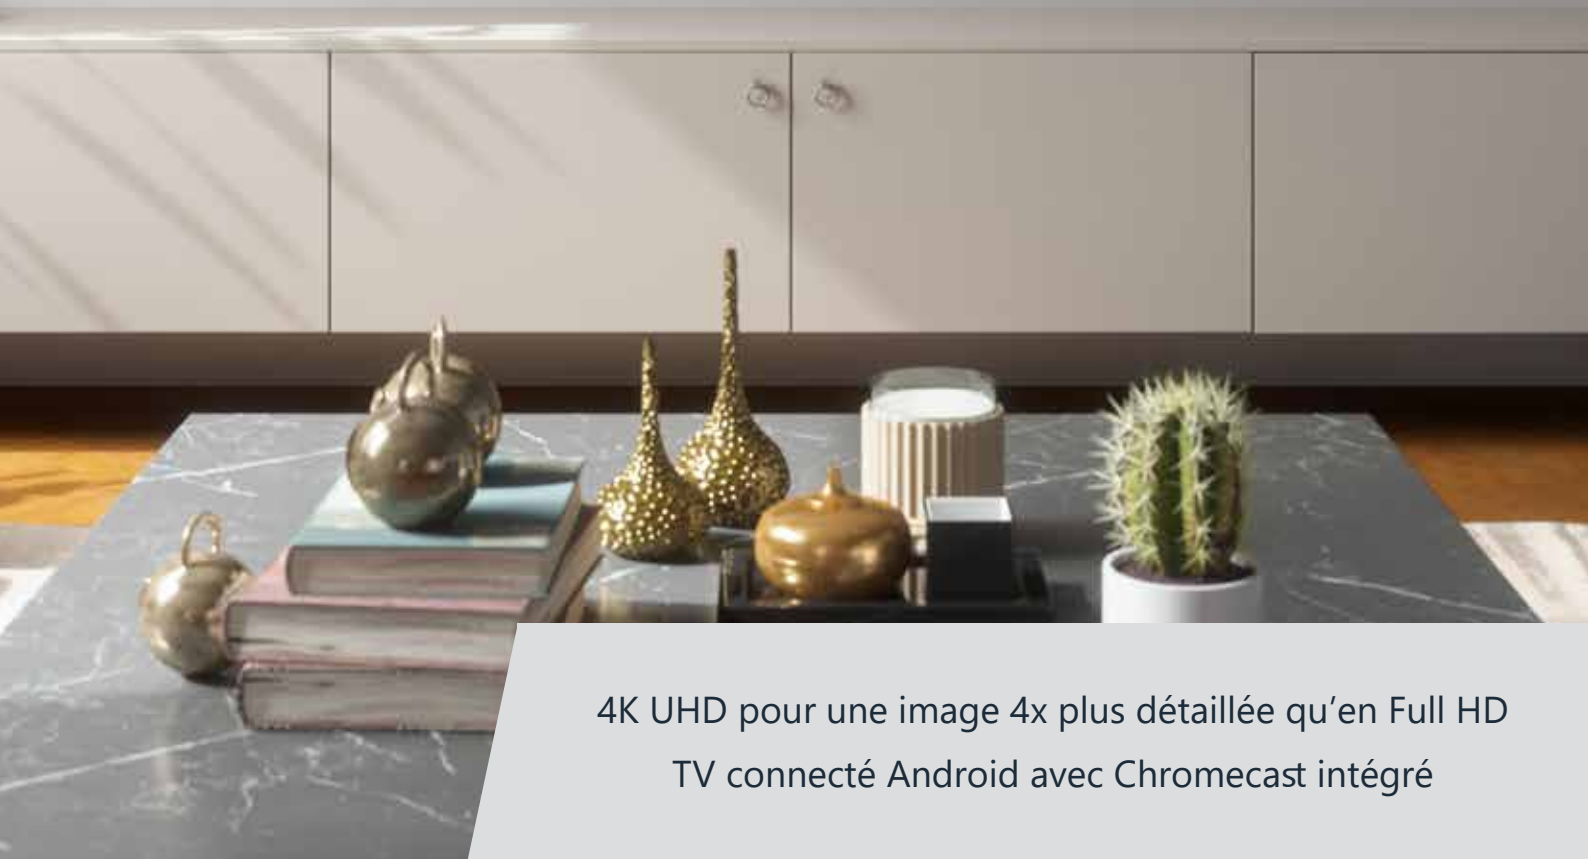 4K UHD pour une image 4x plus détaillée qu’en Full HD
TV connecté Android avec Chromecast intégré